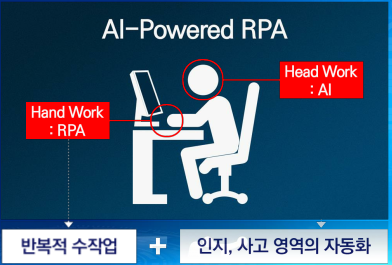 AI-Powered RPA
Head Work
: AI
Hand Work
: RPA
반복적 수작업 + 인지, 사고 영역의 자동화